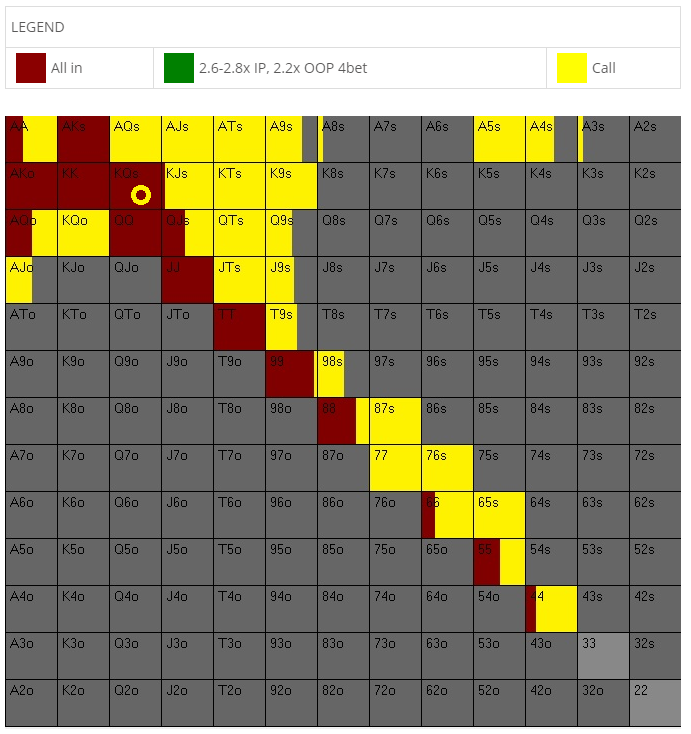 LEGEND
All in 2.6-2.8x IP, 2.2x OOP 4bet Call
AA AKs AQs AJs ATs A9s A8s A7s A6s A5s A4s A3s A2s
AKo KK KQs KJs KTs K9s K8s K7s K6s K5s K4s K3s K2s
AQo KQo QQ QJs QTs Q9s Q8s Q7s Q6s Q5s Q4s Q3s Q2s
AJo KJo QJo JJ JTs J9s J8s J7s J6s J5s J4s J3s J2s
ATo KTo QTo JTo TT T9s T8s T7s T6s T5s T4s T3s T2s
A9o K9o Q9o J9o T9o 99 98s 97s 96s 95s 94s 93s 92s
A8o K8o Q8o J8o T8o 98o 88 87s 86s 85s 84s 83s 82s
A7o K7o Q7o J7o T7o 97o 87o 77 76s 75s 74s 73s 72s
A6o K6o Q6o J6o T6o 96o 86o 76o 66 65s 64s 63s 62s
A5o K5o Q5o J5o T5o 95o 85o 75o 65o 55 54s 53s 52s
A4o K4o Q4o J4o T4o 94o 84o 74o 64o 54o 44 43s 42s
A3o K3o Q3o J3o T3o 93o 83o 73o 63o 53o 43o 33 32s
A2o K2o Q2o J2o T2o 92o 82o 72o 62o 52o 42o 32o 22